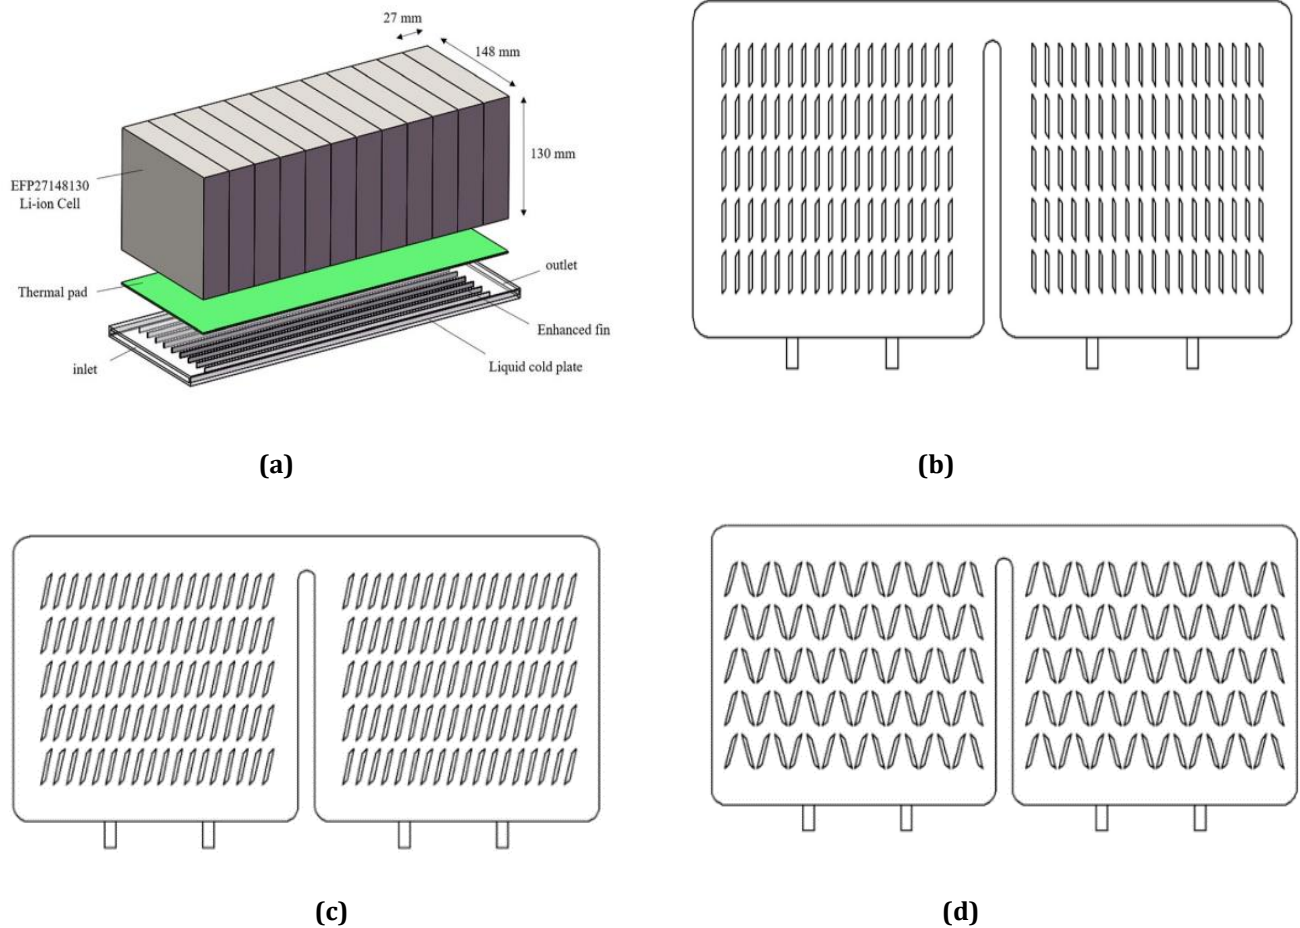 27 mm
148 mm
130 mm
EFP27148130
Li-ion Cell
Thermal pad
outlet
Enhanced fin
inlet
Liquid cold plate
(a)
(b)
(c)
(d)